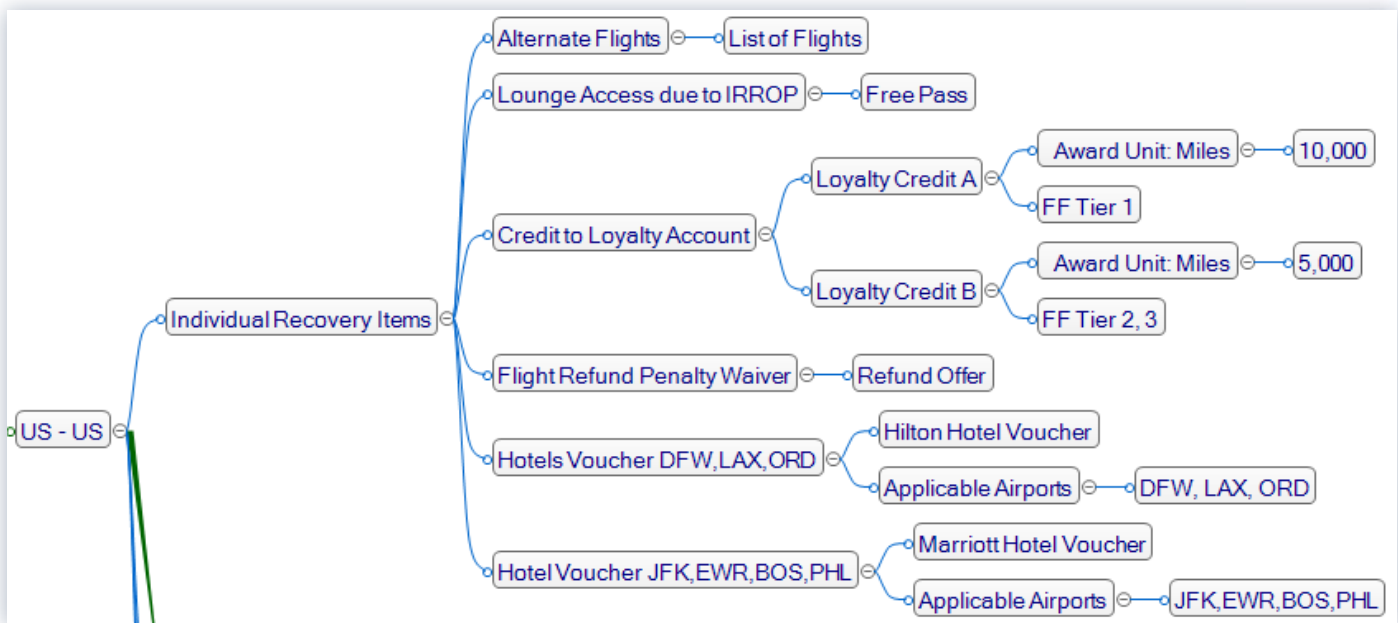 Alternate Flights
List of Flights
Lounge Access due to IRROP
Free Pass
Award Unit: Miles
10,000
Loyalty Credit A
FF Tier 1
Credit to Loyalty Account
Award Unit: Miles
5,000
Loyalty Credit B
FF Tier 2, 3
Individual Recovery Items
Flight Refund Penalty Waiver
Refund Offer
US - US
Hilton Hotel Voucher
Hotels Voucher DFW,LAX,ORD
Applicable Airports
DFW, LAX, ORD
Marriott Hotel Voucher
Hotel Voucher JFK,EWR,BOS,PHL
Applicable Airports
JFK,EWR,BOS,PHL